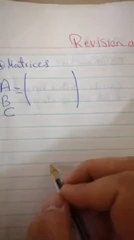 Revision o
Matrices
A = ( )
B
C